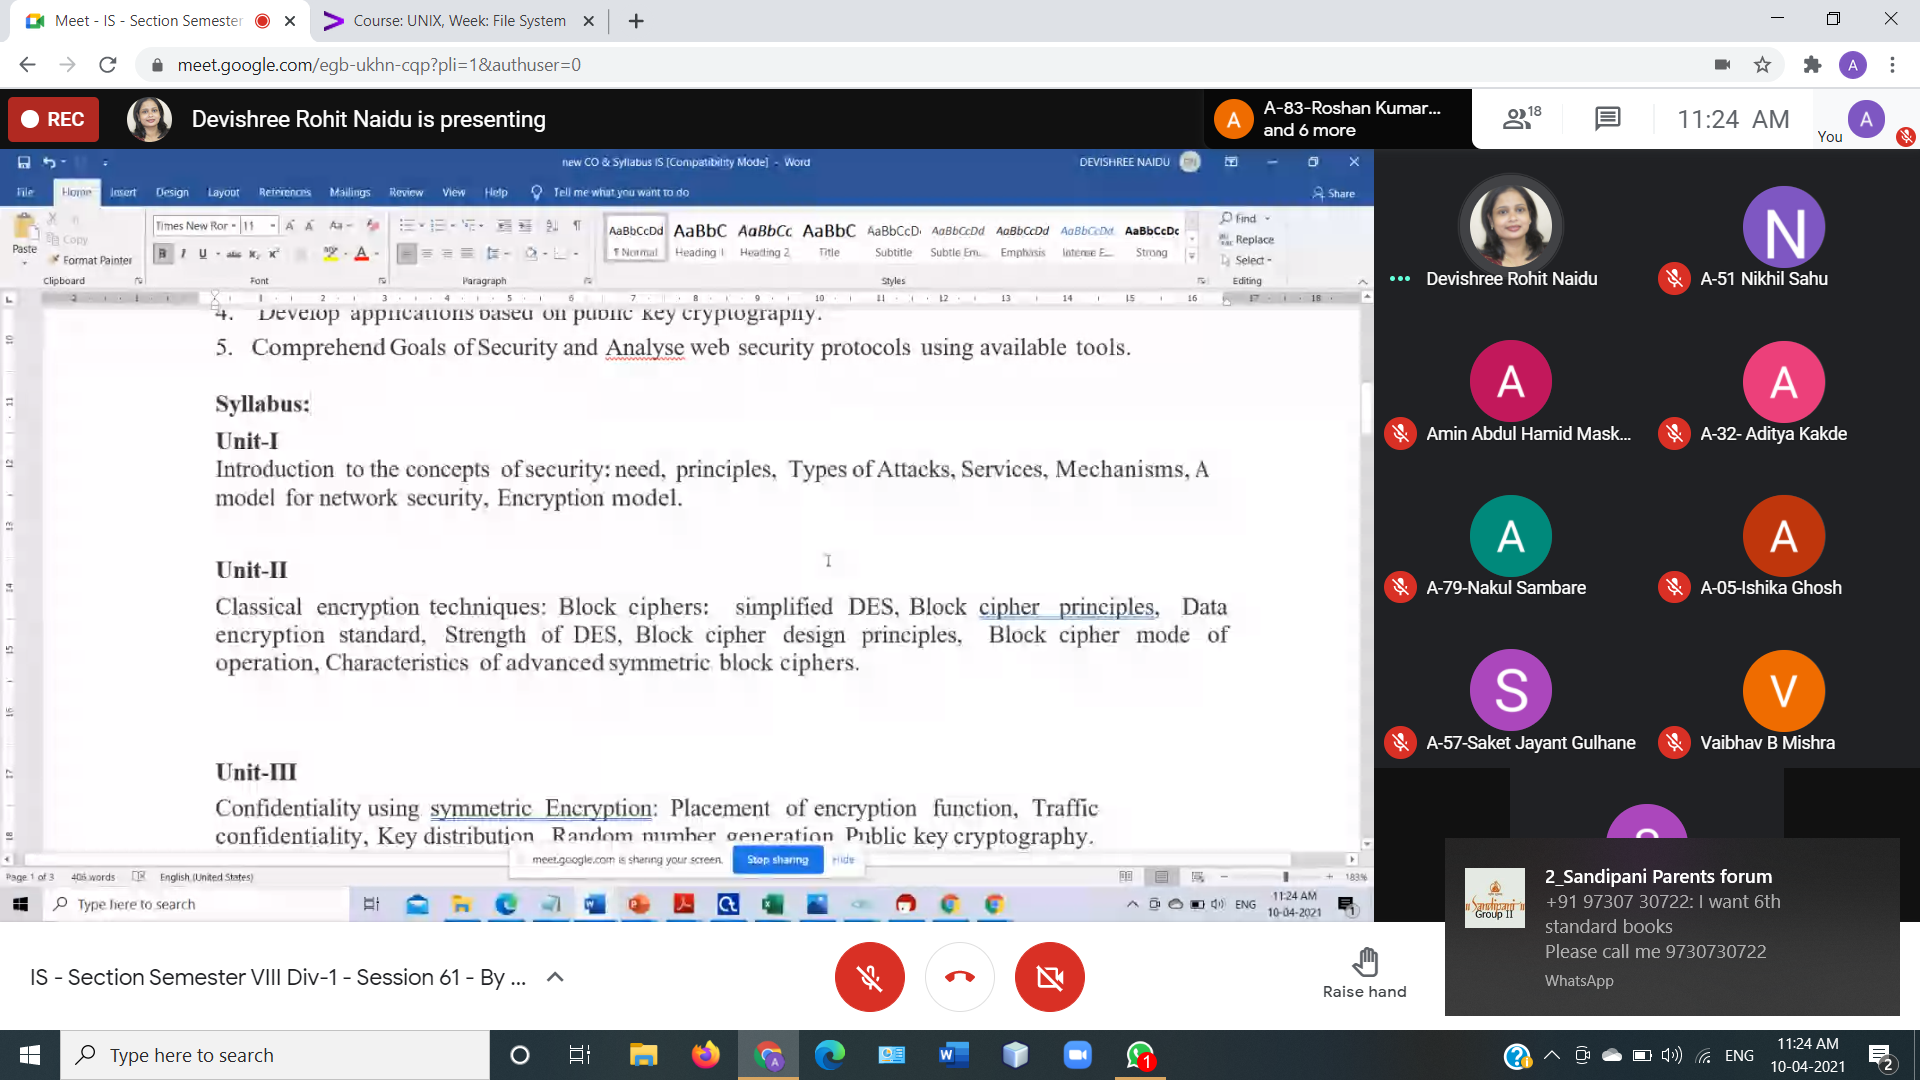 Meet - IS - Section Semester
Course: UNIX, Week: File System
meet.google.com/egb-ukhn-cqp?pli=1&authuser=0
A
REC
Devishree Rohit Naidu is presenting
A
A-83-Roshan Kumar...
and 6 more
18
11:24 AM
You
A
new CO & Syllabus IS [Compatibility Mode] - Word
DEVISHREE NAIDU
DN
File Home Insert Design Layout References Mailings Review View Help Tell me what you want to do
Share
Paste
Copy
Format Painter
Clipboard
Times New Ror 11
Font
Paragraph
AaBbCcDd AaBbC AaBbCc AaBbC AaBbCcD AaBbCcDd AaBbCcDd AaBbCcDd AaBbCcDc
¶ Normal Heading 1 Heading 2 Title Subtitle Subtle Em... Emphasis Intense E... Strong
Styles
Find
Replace
Select
Editing
4. Develop applications based on public key cryptography.
5. Comprehend Goals of Security and Analyse web security protocols using available tools.
Syllabus:
Unit-I
Introduction to the concepts of security: need, principles, Types of Attacks, Services, Mechanisms, A
model for network security, Encryption model.
Unit-II
Classical encryption techniques: Block ciphers: simplified DES, Block cipher principles, Data
encryption standard, Strength of DES, Block cipher design principles, Block cipher mode of
operation, Characteristics of advanced symmetric block ciphers.
Unit-III
Confidentiality using symmetric Encryption: Placement of encryption function, Traffic
confidentiality, Key distribution, Random number generation, Public key cryptography.
meet.google.com is sharing your screen.
Stop sharing
Hide
Page 1 of 3 406 words English (United States)
183%
Type here to search
ENG
11:24 AM
10-04-2021
1
Devishree Rohit Naidu
N
A-51 Nikhil Sahu
A
Amin Abdul Hamid Mask...
A
A-32- Aditya Kakde
A
A-79-Nakul Sambare
A
A-05-Ishika Ghosh
S
A-57-Saket Jayant Gulhane
V
Vaibhav B Mishra
Sandipani
Group II
2_Sandipani Parents forum
+91 97307 30722: I want 6th
standard books
Please call me 9730730722
WhatsApp
IS - Section Semester VIII Div-1 - Session 61 - By ...
Raise hand
Type here to search
1
ENG
11:24 AM
10-04-2021
2